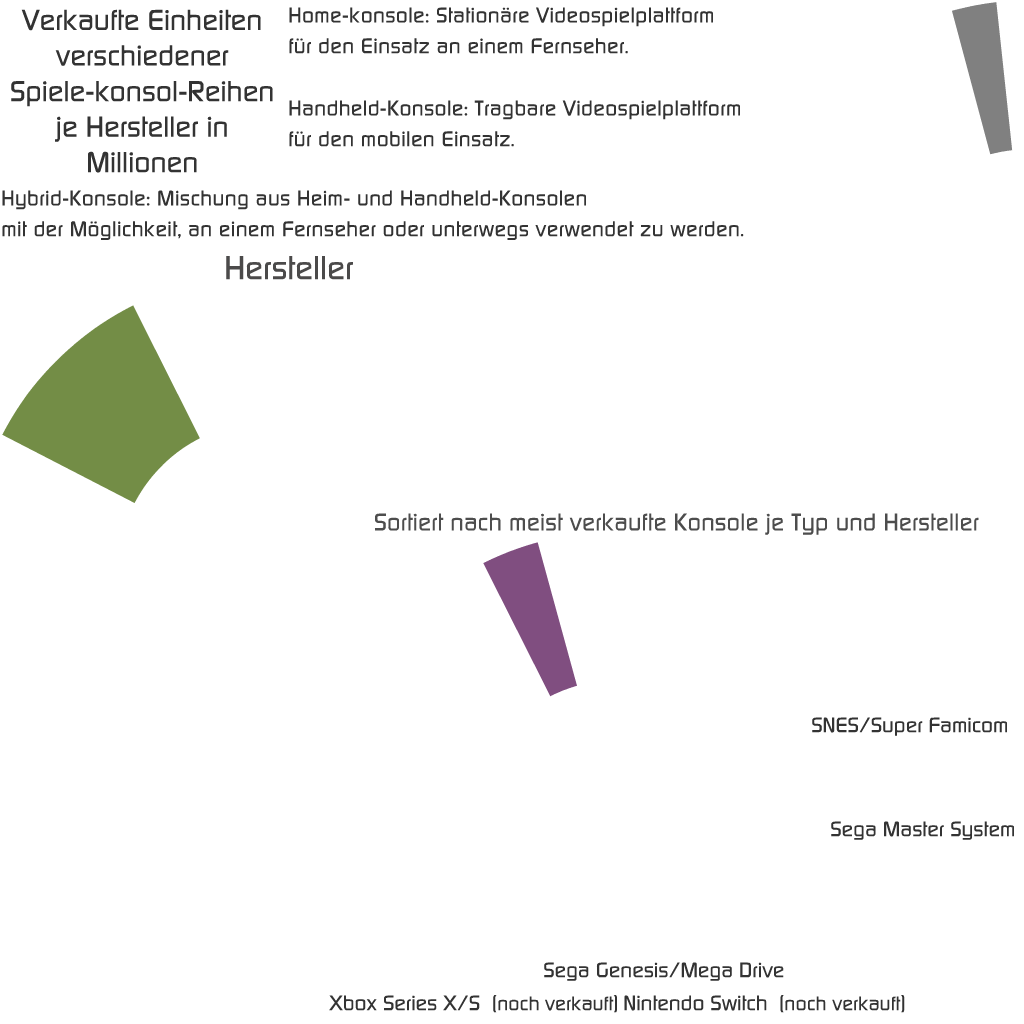 Verkaufte Einheiten
verschiedener
Spiele-konsol-Reihen
je Hersteller in
Millionen
Home-konsole: Stationäre Videospielplattform
für den Einsatz an einem Fernseher.
Handheld-Konsole: Tragbare Videospielplattform
für den mobilen Einsatz.
Hybrid-Konsole: Mischung aus Heim- und Handheld-Konsolen
mit der Möglichkeit, an einem Fernseher oder unterwegs verwendet zu werden.
Hersteller
Sortiert nach meist verkaufte Konsole je Typ und Hersteller
SNES/Super Famicom
Sega Master System
Sega Genesis/Mega Drive
Xbox Series X/S (noch verkauft) Nintendo Switch (noch verkauft)